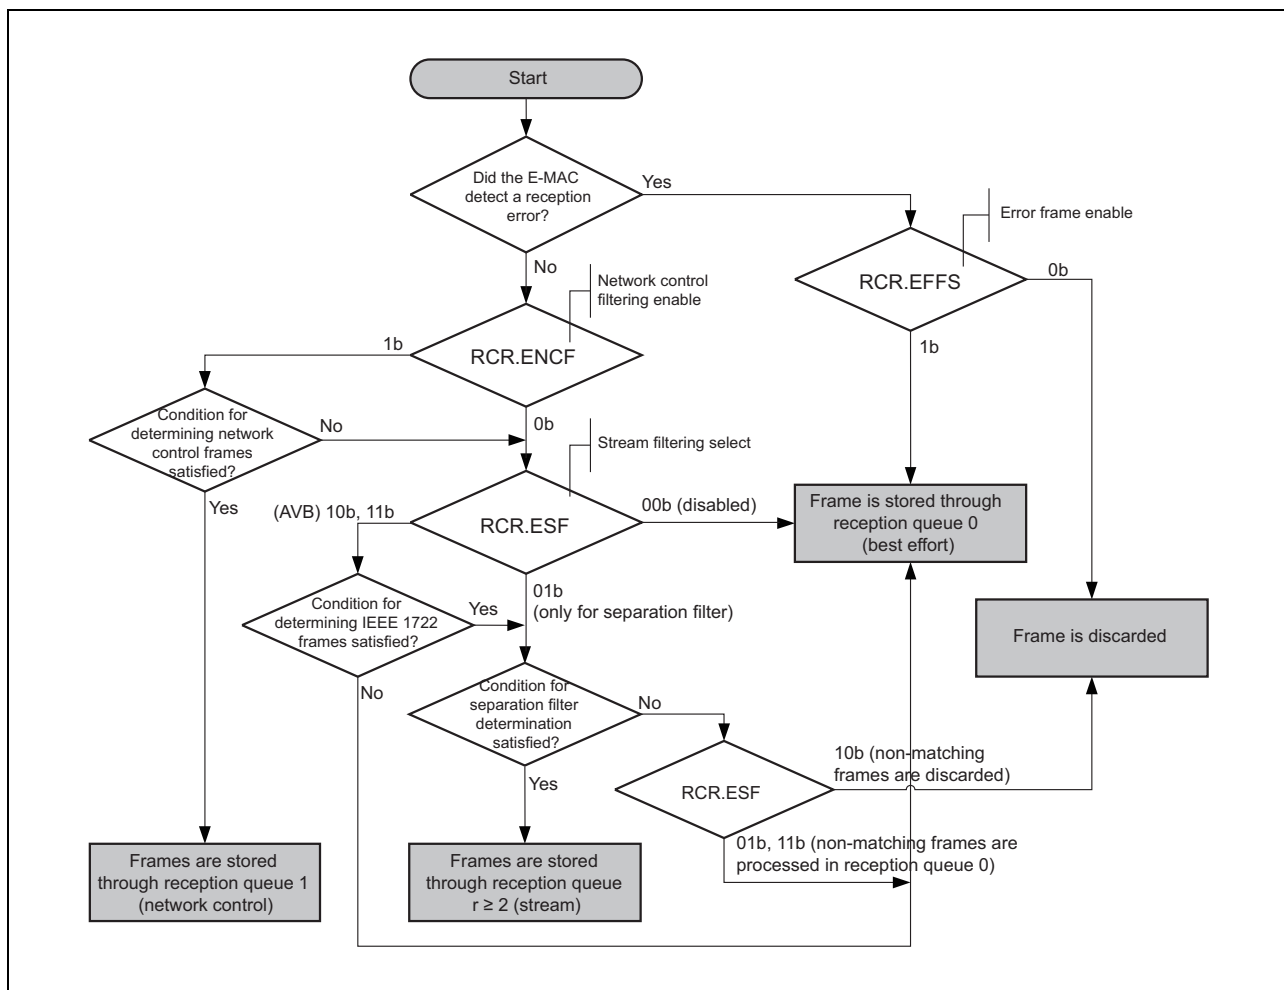 Start
Did the E-MAC
detect a reception
error?
Yes
No
Error frame enable
RCR.EFFS
0b
1b
Network control
filtering enable
RCR.ENCF
1b
0b
Condition for
determining network
control frames
satisfied?
No
Yes
Stream filtering select
RCR.ESF
(AVB) 10b, 11b
00b (disabled)
01b
(only for separation filter)
Frame is stored through
reception queue 0
(best effort)
Condition for
determining IEEE 1722
frames satisfied?
Yes
No
Frame is discarded
Condition for
separation filter
determination
satisfied?
No
Yes
RCR.ESF
10b (non-matching
frames are discarded)
01b, 11b (non-matching frames are
processed in reception queue 0)
Frames are stored
through reception queue 1
(network control)
Frames are stored
through reception queue
r ≥ 2 (stream)